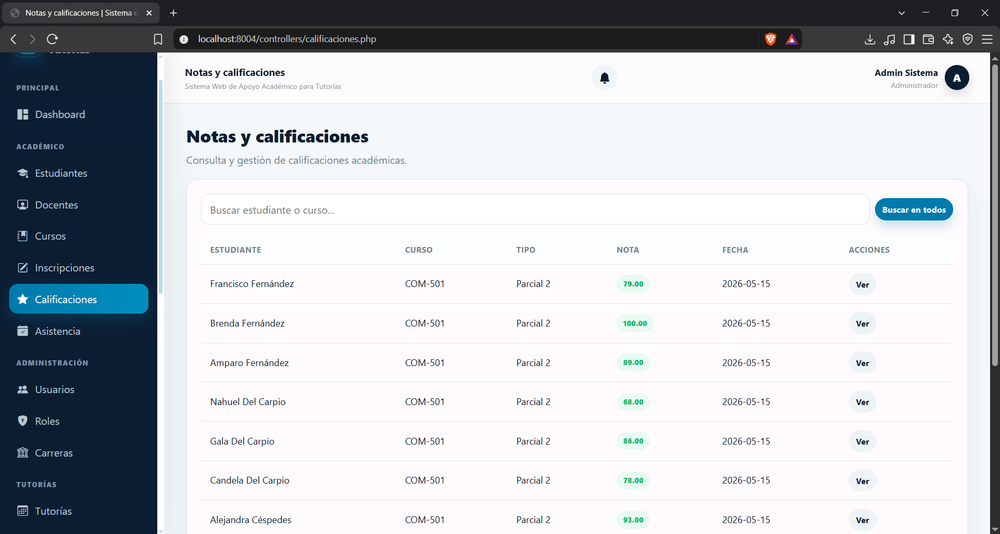 Notas y calificaciones | Sistema d
localhost:8004/controllers/calificaciones.php
PRINCIPAL
Dashboard
ACADÉMICO
Estudiantes
Docentes
Cursos
Inscripciones
Calificaciones
Asistencia
ADMINISTRACIÓN
Usuarios
Roles
Carreras
TUTORÍAS
Tutorías
Notas y calificaciones
Sistema Web de Apoyo Académico para Tutorías
Admin Sistema
Administrador
A
Notas y calificaciones
Consulta y gestión de calificaciones académicas.
Buscar estudiante o curso...
Buscar en todos
ESTUDIANTE CURSO TIPO NOTA FECHA ACCIONES
Francisco Fernández COM-501 Parcial 2 79.00 2026-05-15 Ver
Brenda Fernández COM-501 Parcial 2 100.00 2026-05-15 Ver
Amparo Fernández COM-501 Parcial 2 89.00 2026-05-15 Ver
Nahuel Del Carpio COM-501 Parcial 2 68.00 2026-05-15 Ver
Gala Del Carpio COM-501 Parcial 2 86.00 2026-05-15 Ver
Candela Del Carpio COM-501 Parcial 2 78.00 2026-05-15 Ver
Alejandra Céspedes COM-501 Parcial 2 93.00 2026-05-15 Ver